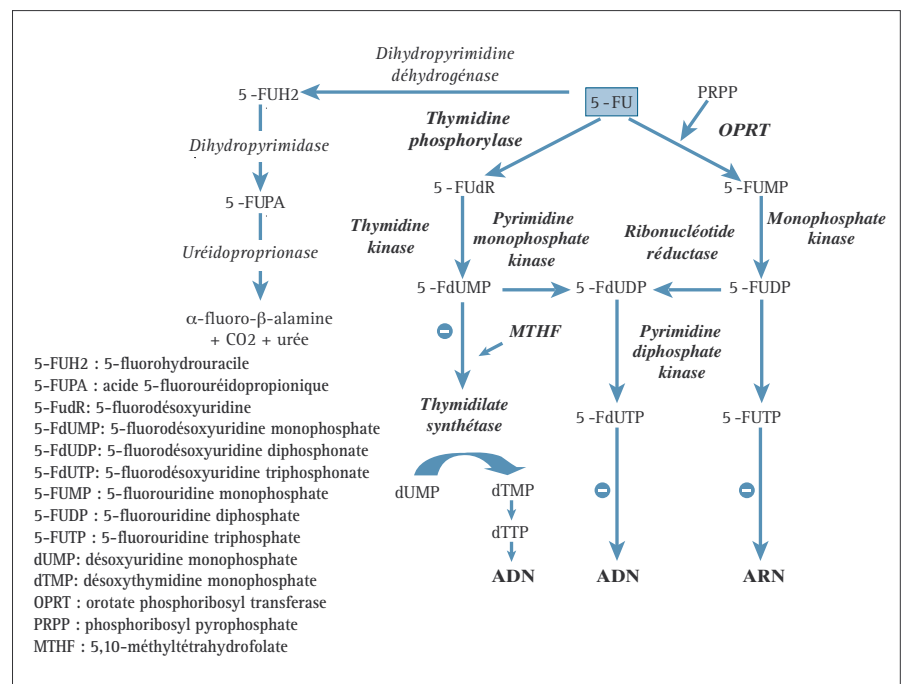 Dihydropyrimidine
déhydrogénase
5 -FUH2
5 -FU
PRPP
Thymidine
phosphorylase
OPRT
Dihydropyrimidase
5 -FUdR
5 -FUMP
5 -FUPA
Thymidine
kinase
Pyrimidine
monophosphate
kinase
Ribonucléotide
réductase
Monophosphate
kinase
Uréidoproprionase
5 -FdUMP
5 -FdUDP
5 -FUDP
α-fluoro-β-alamine
+ CO2 + urée
MTHF
Pyrimidine
diphosphate
kinase
Thymidilate
synthétase
5 -FdUTP
5 -FUTP
dUMP
dTMP
dTTP
ADN
ADN
ARN
5-FUH2 : 5-fluorohydrouracile
5-FUPA : acide 5-fluorouréidopropionique
5-FudR: 5-fluorodésoxyuridine
5-FdUMP: 5-fluorodésoxyuridine monophosphate
5-FdUDP: 5-fluorodésoxyuridine diphosphonate
5-FdUTP: 5-fluorodésoxyuridine triphosphonate
5-FUMP : 5-fluorouridine monophosphate
5-FUDP : 5-fluorouridine diphosphate
5-FUTP : 5-fluorouridine triphosphate
dUMP: désoxyuridine monophosphate
dTMP: désoxythymidine monophosphate
OPRT : orotate phosphoribosyl transferase
PRPP : phosphoribosyl pyrophosphate
MTHF : 5,10-méthyltétrahydrofolate